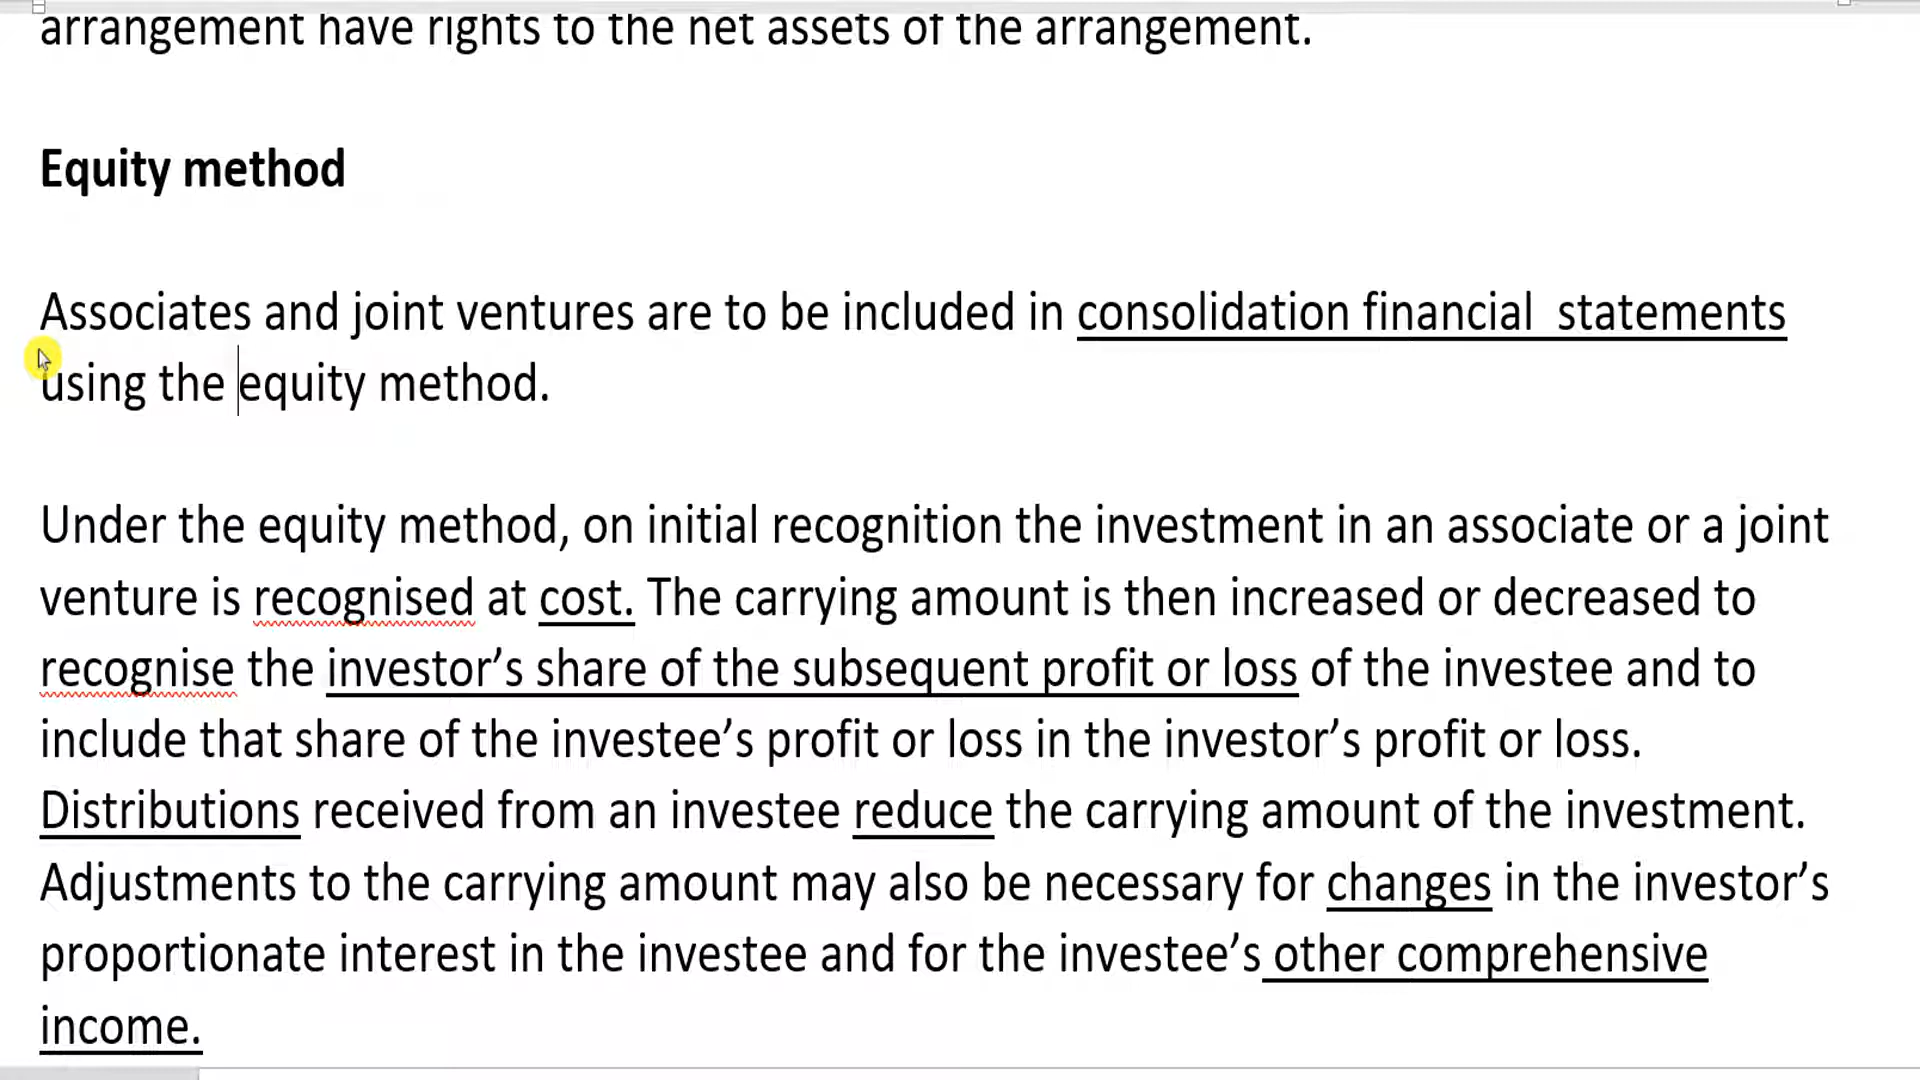 arrangement have rights to the net assets of the arrangement.
Equity method
Associates and joint ventures are to be included in consolidation financial  statements
using the equity method.
Under the equity method, on initial recognition the investment in an associate or a joint
venture is recognised at cost. The carrying amount is then increased or decreased to
recognise the investor’s share of the subsequent profit or loss of the investee and to
include that share of the investee’s profit or loss in the investor’s profit or loss.
Distributions received from an investee reduce the carrying amount of the investment.
Adjustments to the carrying amount may also be necessary for changes in the investor’s
proportionate interest in the investee and for the investee’s other comprehensive
income.